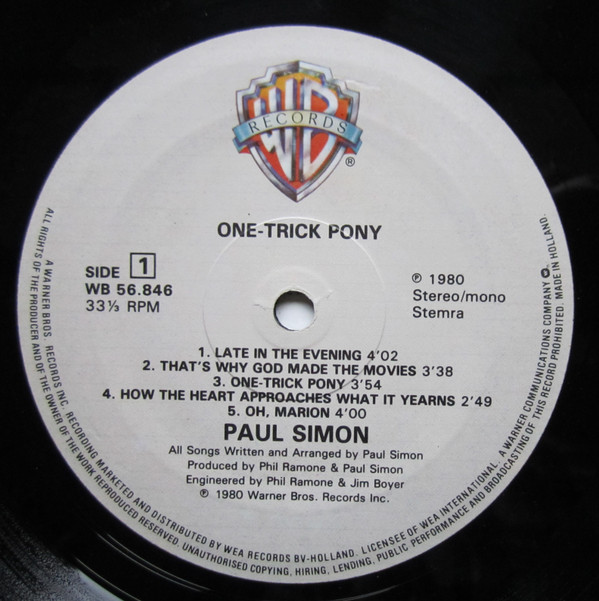 WB
RECORDS
®
ONE-TRICK PONY
SIDE 1
WB 56.846
33⅓ RPM
℗ 1980
Stereo/mono
Stemra
1. LATE IN THE EVENING 4'02
2. THAT'S WHY GOD MADE THE MOVIES 3'38
3. ONE-TRICK PONY 3'54
4. HOW THE HEART APPROACHES WHAT IT YEARNS 2'49
5. OH, MARION 4'00
PAUL SIMON
All Songs Written and Arranged by Paul Simon
Produced by Phil Ramone & Paul Simon
Engineered by Phil Ramone & Jim Boyer
℗ 1980 Warner Bros. Records Inc.
A WARNER BROS. RECORDS INC. RECORDING MARKETED AND DISTRIBUTED BY WEA RECORDS BV-HOLLAND. LICENSEE OF WEA INTERNATIONAL. A WARNER COMMUNICATIONS COMPANY
ALL RIGHTS OF THE PRODUCER AND OF THE OWNER OF THE WORK REPRODUCED RESERVED. UNAUTHORISED COPYING, HIRING, LENDING, PUBLIC PERFORMANCE AND BROADCASTING OF THIS RECORD PROHIBITED. MADE IN HOLLAND.